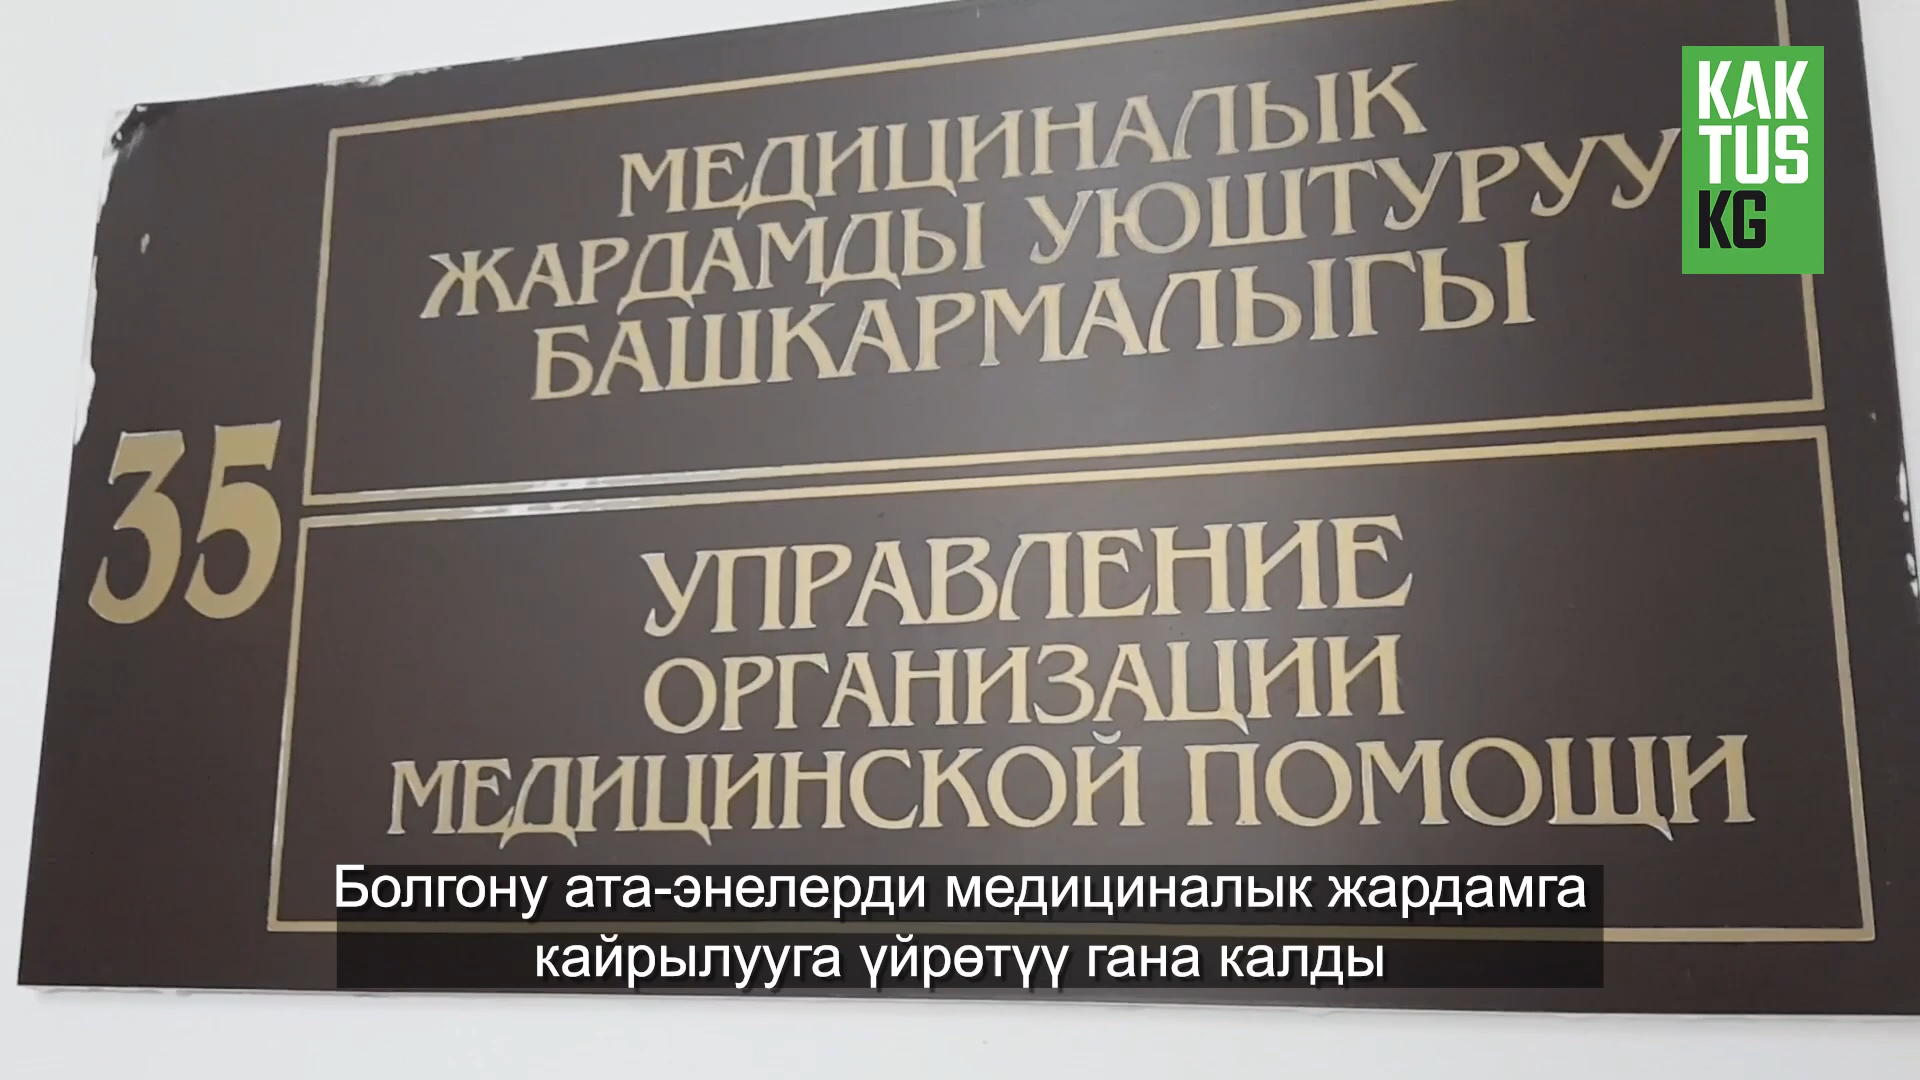 KAK
TUS
KG
35
МЕДИЦИНАЛЫК
ЖАРДАМДЫ УЮШТУРУУ
БАШКАРМАЛЫГЫ
УПРАВЛЕНИЕ
ОРГАНИЗАЦИИ
МЕДИЦИНСКОЙ ПОМОЩИ
Болгону ата-энелерди медициналык жардамга
кайрылууга үйрөтүү гана калды